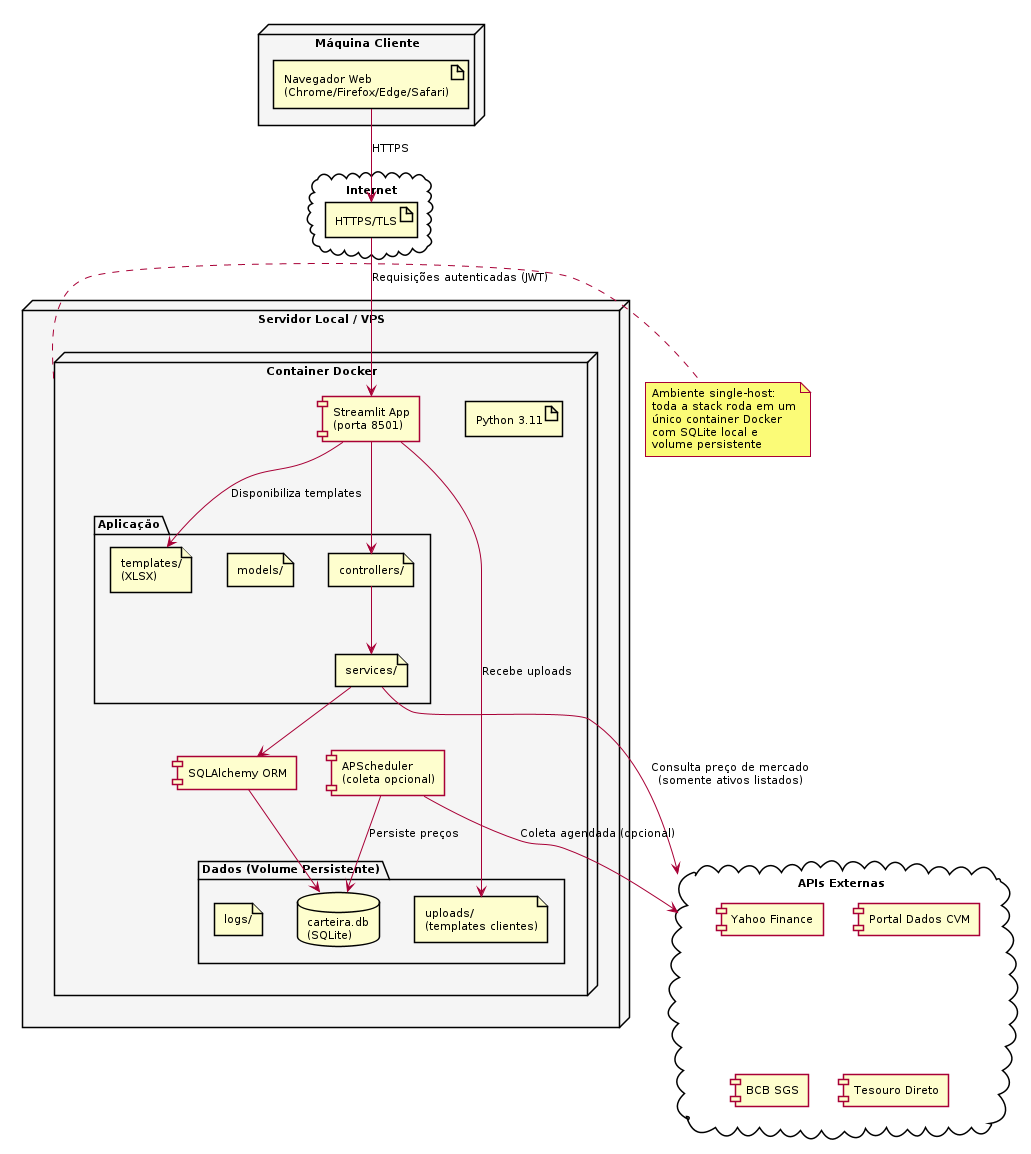 Máquina Cliente
Navegador Web
(Chrome/Firefox/Edge/Safari)
HTTPS
Internet
HTTPS/TLS
Requisições autenticadas (JWT)
Servidor Local / VPS
Container Docker
Streamlit App
(porta 8501)
Python 3.11
Ambiente single-host:
toda a stack roda em um
único container Docker
com SQLite local e
volume persistente
Disponibiliza templates
Aplicação
templates/
(XLSX)
models/
controllers/
services/
Recebe uploads
SQLAlchemy ORM
APScheduler
(coleta opcional)
Consulta preço de mercado
(somente ativos listados)
Persiste preços
Coleta agendada (opcional)
Dados (Volume Persistente)
logs/
carteira.db
(SQLite)
uploads/
(templates clientes)
APIs Externas
Yahoo Finance
Portal Dados CVM
BCB SGS
Tesouro Direto